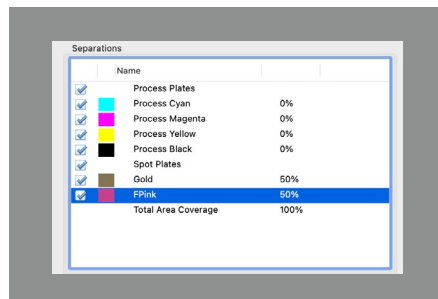 Separations
Name
Process Plates
Process Cyan 0%
Process Magenta 0%
Process Yellow 0%
Process Black 0%
Spot Plates
Gold 50%
FPink 50%
Total Area Coverage 100%